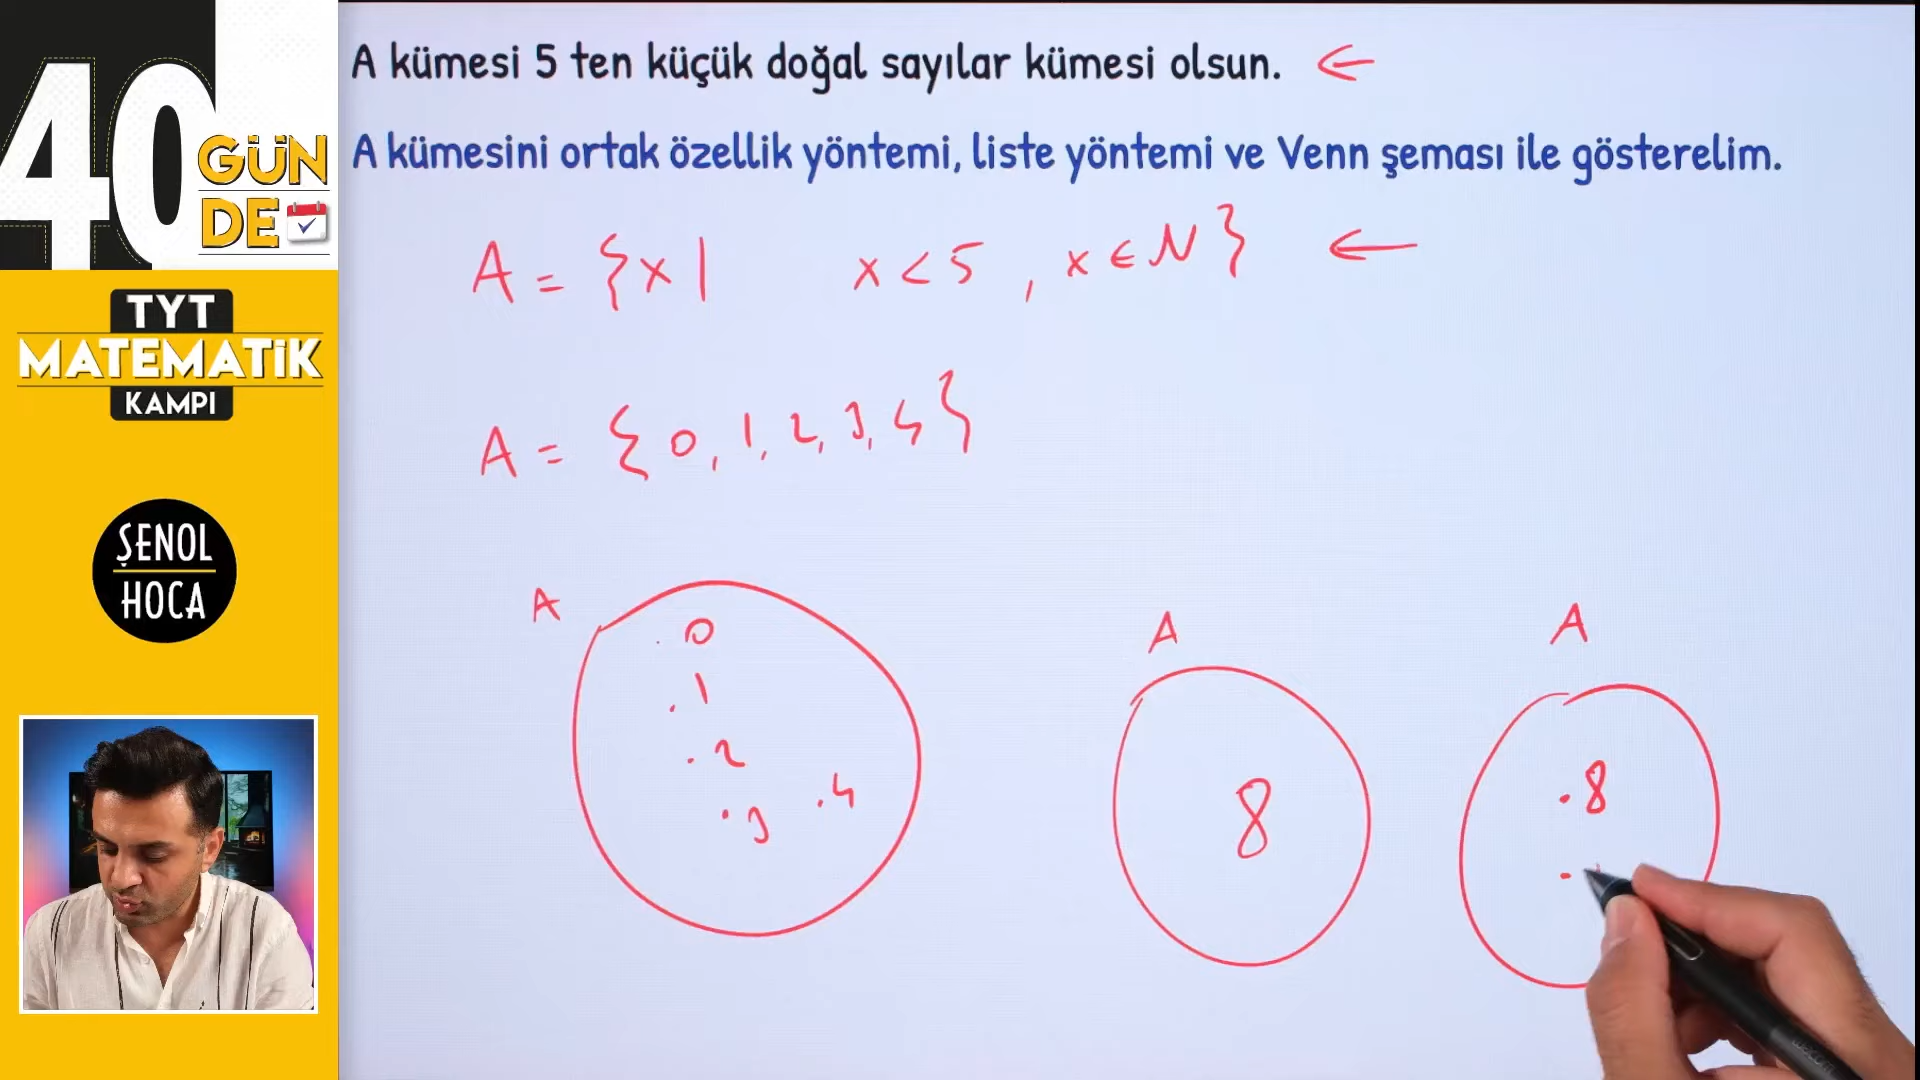 40
GÜN
DE
TYT
MATEMATİK
KAMPI
ŞENOL
HOCA
A kümesi 5 ten küçük doğal sayılar kümesi olsun. ←
A kümesini ortak özellik yöntemi, liste yöntemi ve Venn şeması ile gösterelim.
A = {x | x < 5 , x ∈ N} ←
A = {0, 1, 2, 3, 4}
A
. 0
. 1
. 2
. 3
. 4
A
8
A
. 8
.
wacom